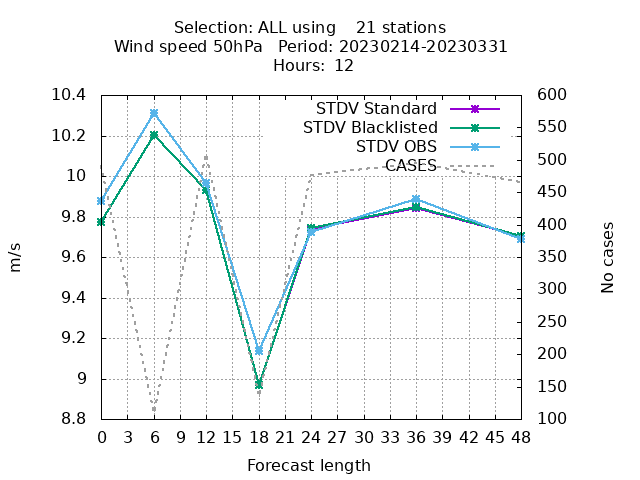 Selection: ALL using 21 stations
Wind speed 50hPa Period: 20230214-20230331
Hours: 12
STDV Standard
STDV Blacklisted
STDV OBS
CASES
10.4
10.2
10
9.8
9.6
9.4
9.2
9
8.8
m/s
600
550
500
450
400
350
300
250
200
150
100
No cases
0 3 6 9 12 15 18 21 24 27 30 33 36 39 42 45 48
Forecast length